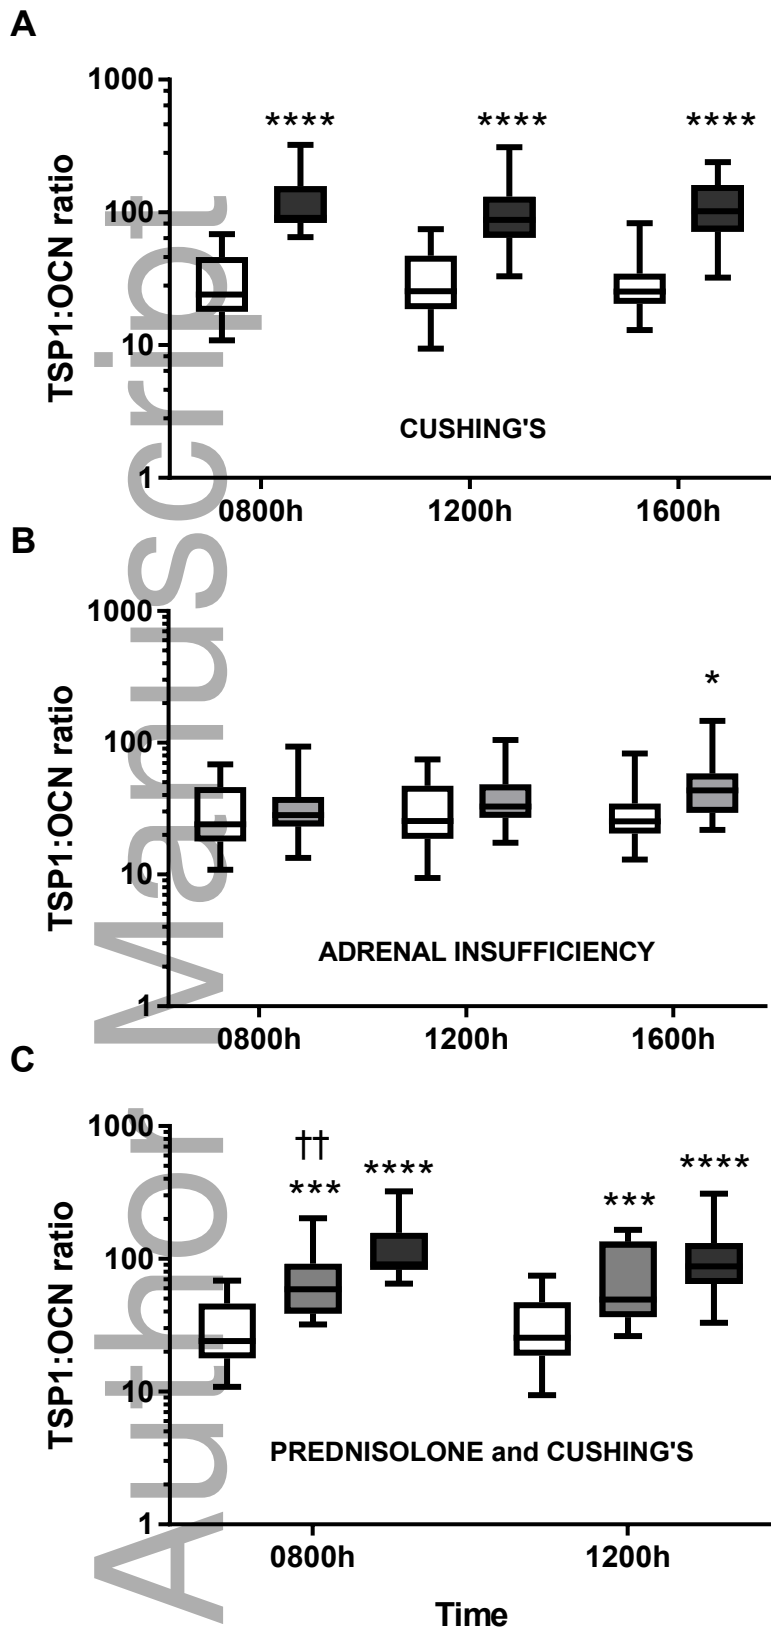 A
1000
100
10
1
TSP1:OCN ratio
****
****
****
CUSHING'S
0800h
1200h
1600h
B
1000
100
10
1
TSP1:OCN ratio
*
ADRENAL INSUFFICIENCY
0800h
1200h
1600h
C
1000
100
10
1
TSP1:OCN ratio
††
***
****
***
****
PREDNISOLONE and CUSHING'S
0800h
1200h
Time
Author Manuscript